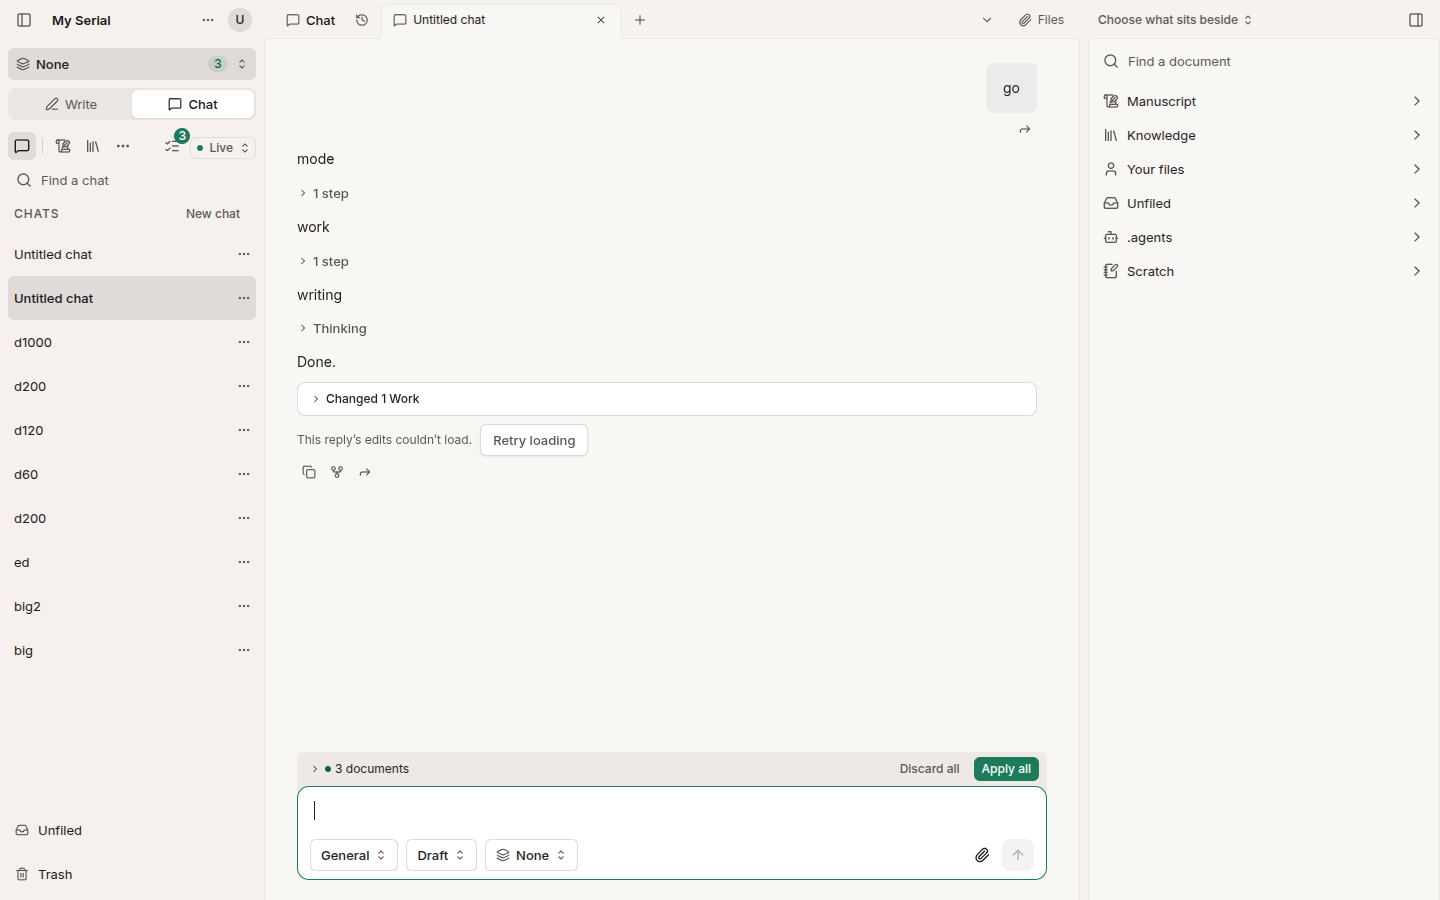 My Serial
U
None
3
Write
Chat
3
Live
Find a chat
CHATS
New chat
Untitled chat
Untitled chat
d1000
d200
d120
d60
d200
ed
big2
big
Unfiled
Trash
Chat
Untitled chat
Files
go
mode
1 step
work
1 step
writing
Thinking
Done.
Changed 1 Work
This reply's edits couldn't load.
Retry loading
3 documents
Discard all
Apply all
General
Draft
None
Choose what sits beside
Find a document
Manuscript
Knowledge
Your files
Unfiled
.agents
Scratch